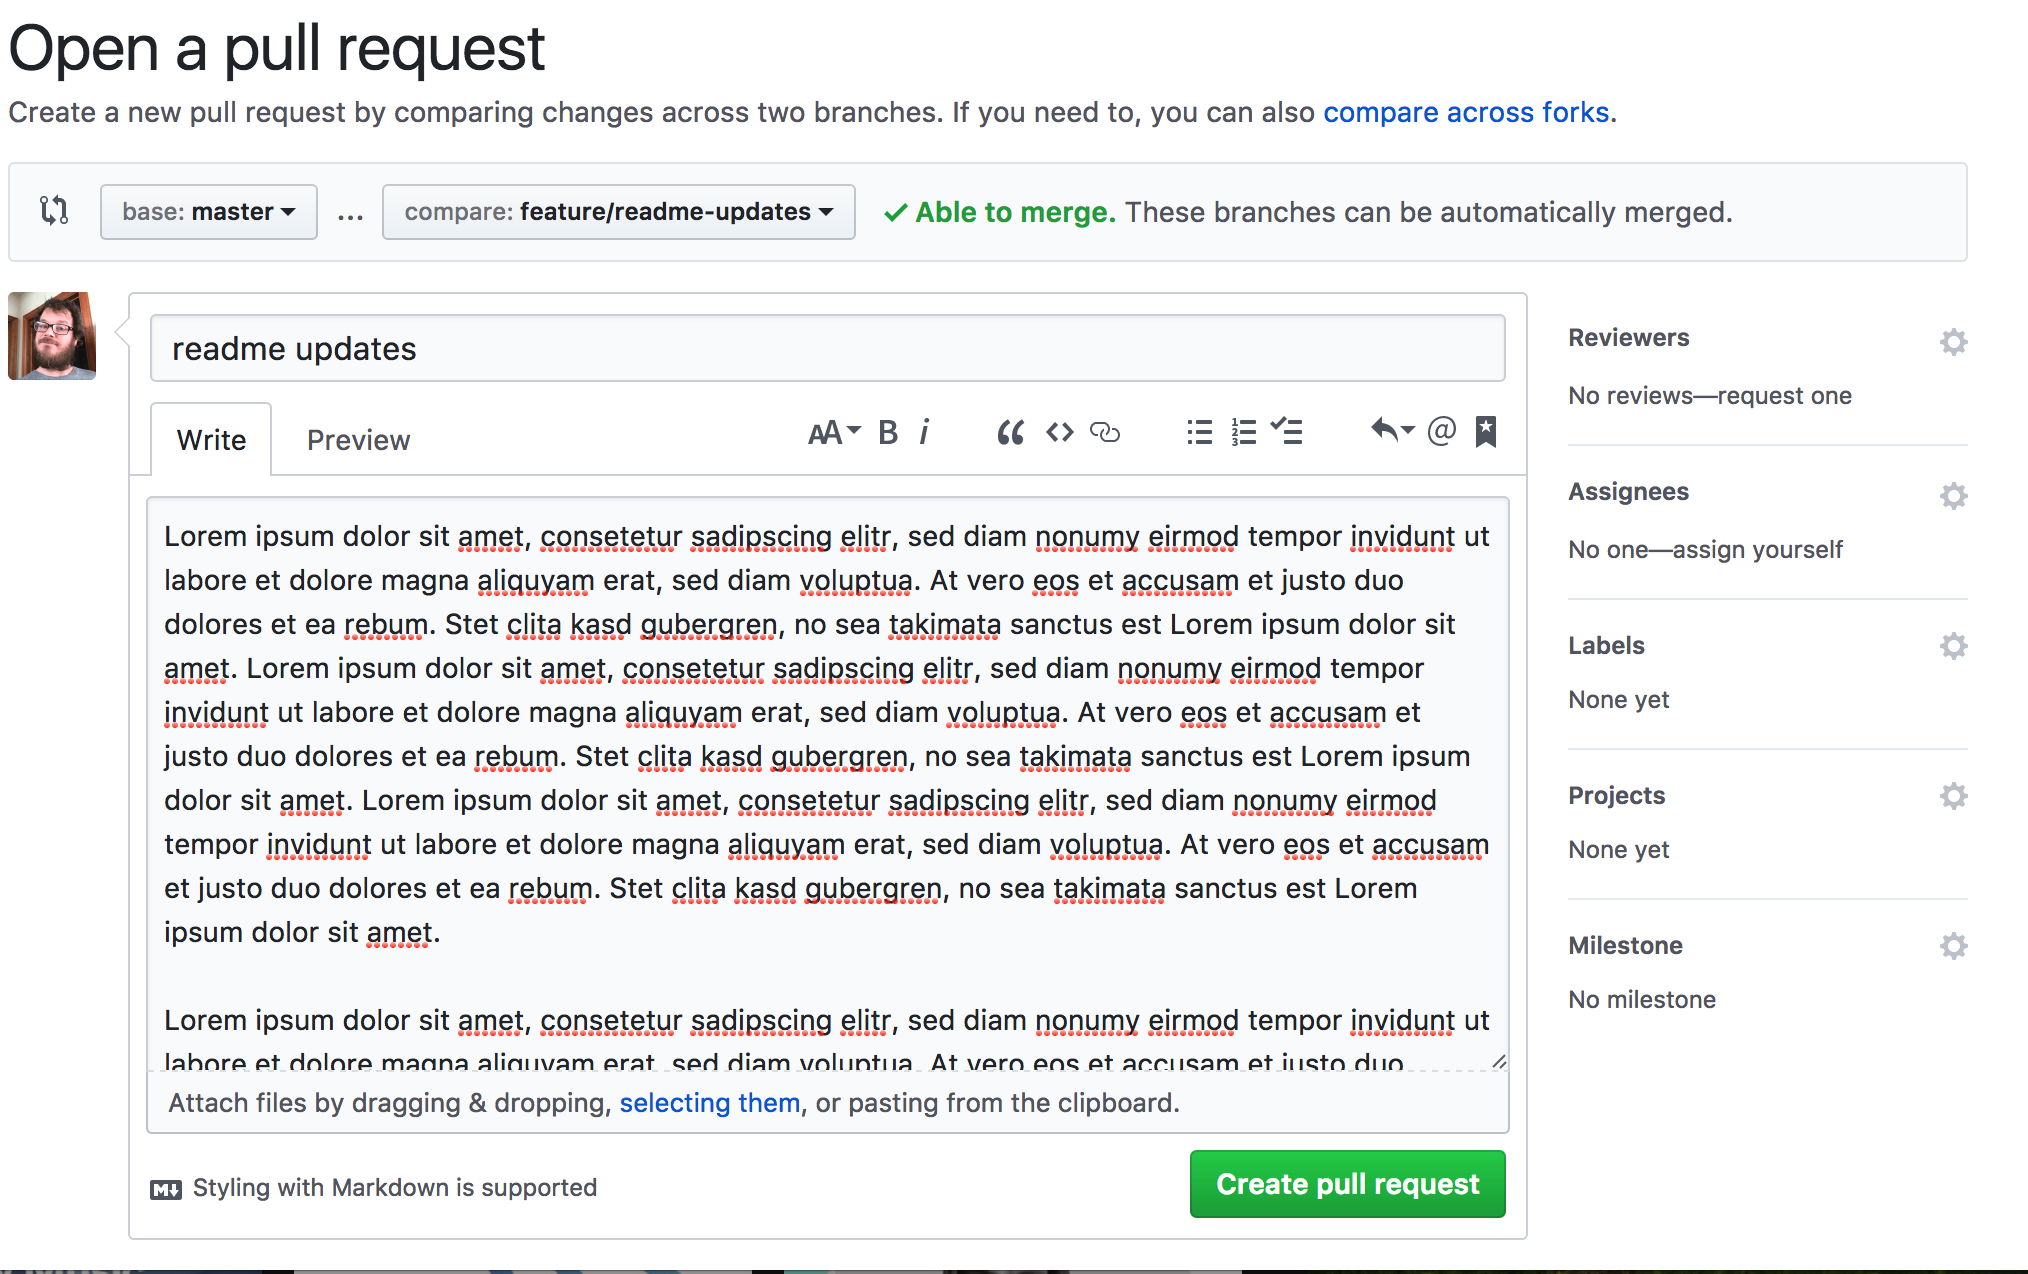 Open a pull request
Create a new pull request by comparing changes across two branches. If you need to, you can also compare across forks.
base: master ... compare: feature/readme-updates Able to merge. These branches can be automatically merged.
readme updates
Write Preview AA B i @
Lorem ipsum dolor sit amet, consetetur sadipscing elitr, sed diam nonumy eirmod tempor invidunt ut
labore et dolore magna aliquyam erat, sed diam voluptua. At vero eos et accusam et justo duo
dolores et ea rebum. Stet clita kasd gubergren, no sea takimata sanctus est Lorem ipsum dolor sit
amet. Lorem ipsum dolor sit amet, consetetur sadipscing elitr, sed diam nonumy eirmod tempor
invidunt ut labore et dolore magna aliquyam erat, sed diam voluptua. At vero eos et accusam et
justo duo dolores et ea rebum. Stet clita kasd gubergren, no sea takimata sanctus est Lorem ipsum
dolor sit amet. Lorem ipsum dolor sit amet, consetetur sadipscing elitr, sed diam nonumy eirmod
tempor invidunt ut labore et dolore magna aliquyam erat, sed diam voluptua. At vero eos et accusam
et justo duo dolores et ea rebum. Stet clita kasd gubergren, no sea takimata sanctus est Lorem
ipsum dolor sit amet.
Lorem ipsum dolor sit amet, consetetur sadipscing elitr, sed diam nonumy eirmod tempor invidunt ut
labore et dolore magna aliquyam erat, sed diam voluptua. At vero eos et accusam et justo duo
Attach files by dragging & dropping, selecting them, or pasting from the clipboard.
Styling with Markdown is supported
Create pull request
Reviewers
No reviews—request one
Assignees
No one—assign yourself
Labels
None yet
Projects
None yet
Milestone
No milestone